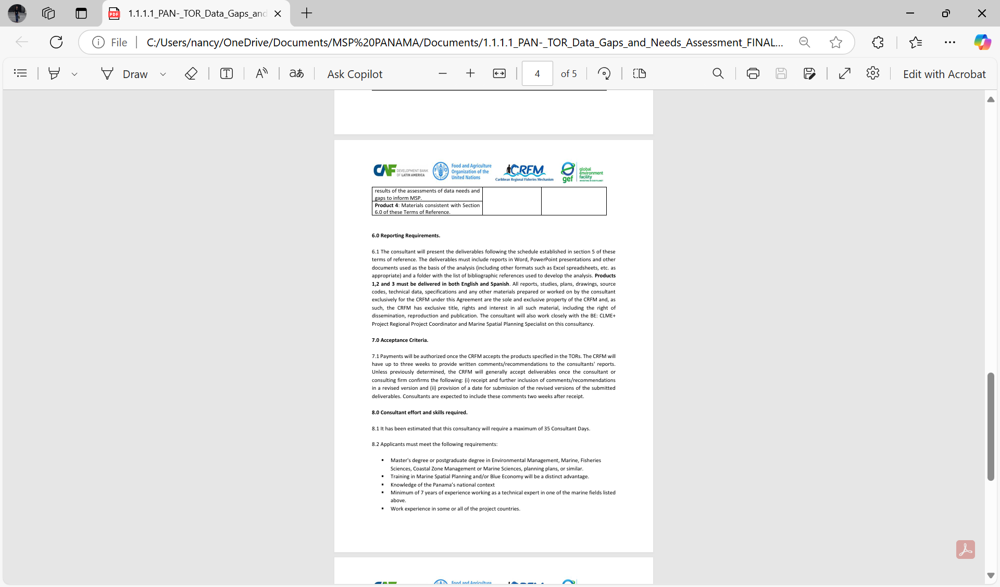 1.1.1.1_PAN-_TOR_Data_Gaps_and
File
C:/Users/nancy/OneDrive/Documents/MSP%20PANAMA/Documents/1.1.1.1_PAN-_TOR_Data_Gaps_and_Needs_Assessment_FINAL...
Draw
Ask Copilot
4 of 5
Edit with Acrobat
CAF DEVELOPMENT BANK
OF LATIN AMERICA
Food and Agriculture
Organization of the
United Nations
CRFM
Caribbean Regional Fisheries Mechanism
gef
global
environment
facility
INVESTING IN OUR PLANET
results of the assessments of data needs and
gaps to inform MSP.
Product 4: Materials consistent with Section
6.0 of these Terms of Reference.
6.0 Reporting Requirements.
6.1 The consultant will present the deliverables following the schedule established in section 5 of these
terms of reference. The deliverables must include reports in Word, PowerPoint presentations and other
documents used as the basis of the analysis (including other formats such as Excel spreadsheets, etc. as
appropriate) and a folder with the list of bibliographic references used to develop the analysis. Products
1,2 and 3 must be delivered in both English and Spanish. All reports, studies, plans, drawings, source
codes, technical data, specifications and any other materials prepared or worked on by the consultant
exclusively for the CRFM under this Agreement are the sole and exclusive property of the CRFM and, as
such, the CRFM has exclusive title, rights and interest in all such material, including the right of
dissemination, reproduction and publication. The consultant will also work closely with the BE: CLME+
Project Regional Project Coordinator and Marine Spatial Planning Specialist on this consultancy.
7.0 Acceptance Criteria.
7.1 Payments will be authorized once the CRFM accepts the products specified in the TORs. The CRFM will
have up to three weeks to provide written comments/recommendations to the consultants' reports.
Unless previously determined, the CRFM will generally accept deliverables once the consultant or
consulting firm confirms the following: (i) receipt and further inclusion of comments/recommendations
in a revised version and (ii) provision of a date for submission of the revised versions of the submitted
deliverables. Consultants are expected to include these comments two weeks after receipt.
8.0 Consultant effort and skills required.
8.1 It has been estimated that this consultancy will require a maximum of 35 Consultant Days.
8.2 Applicants must meet the following requirements:
▪ Master's degree or postgraduate degree in Environmental Management, Marine, Fisheries
Sciences, Coastal Zone Management or Marine Sciences, planning plans, or similar.
▪ Training in Marine Spatial Planning and/or Blue Economy will be a distinct advantage.
▪ Knowledge of the Panama's national context
▪ Minimum of 7 years of experience working as a technical expert in one of the marine fields listed
above.
▪ Work experience in some or all of the project countries.
Food and Agriculture